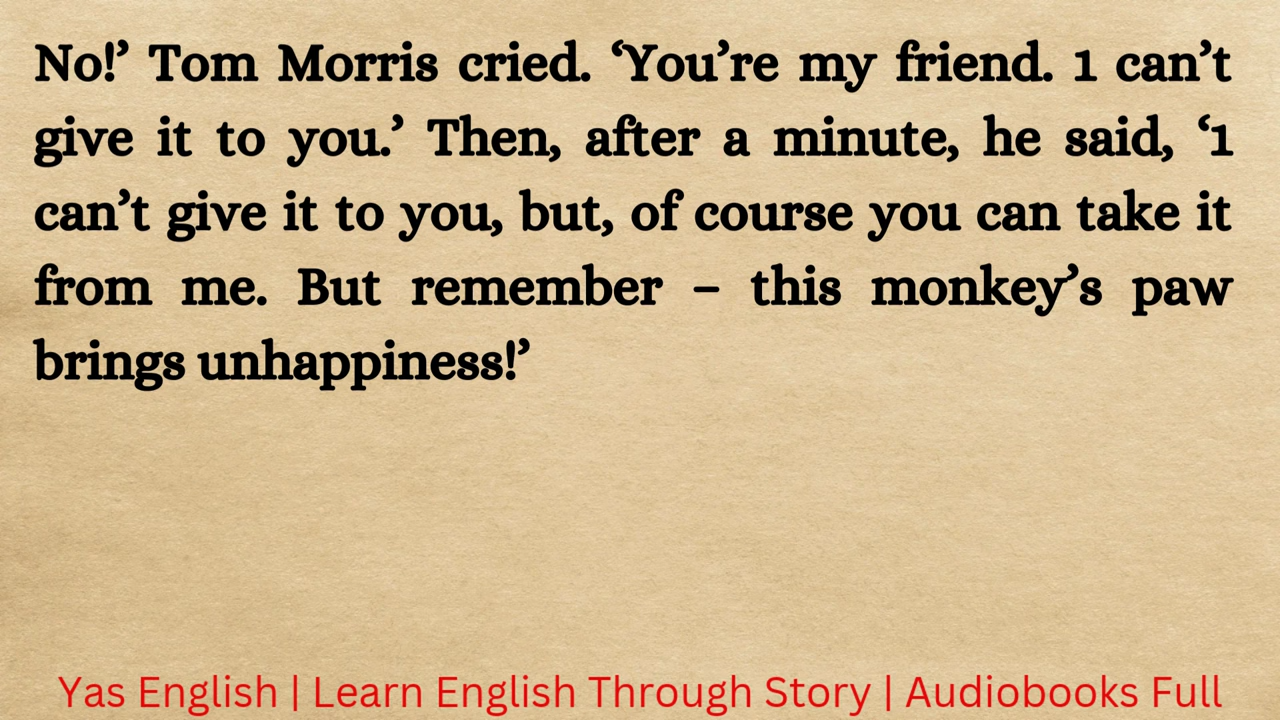 No!’ Tom Morris cried. ‘You’re my friend. 1 can’t
give it to you.’ Then, after a minute, he said, ‘1
can’t give it to you, but, of course you can take it
from me. But remember – this monkey’s paw
brings unhappiness!’
Yas English | Learn English Through Story | Audiobooks Full